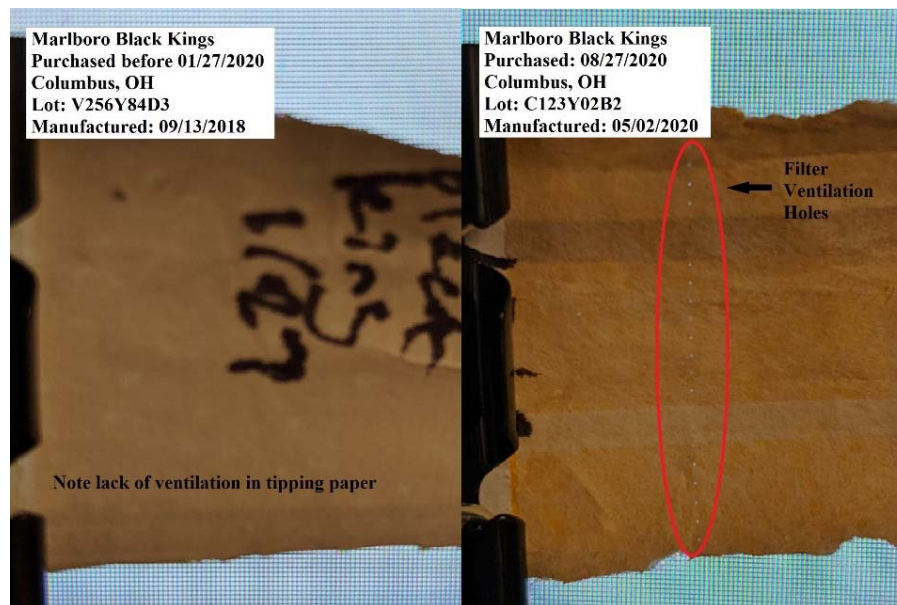 Marlboro Black Kings
Purchased before 01/27/2020
Columbus, OH
Lot: V256Y84D3
Manufactured: 09/13/2018
Black
Kings
Note lack of ventilation in tipping paper
Marlboro Black Kings
Purchased: 08/27/2020
Columbus, OH
Lot: C123Y02B2
Manufactured: 05/02/2020
Filter
Ventilation
Holes